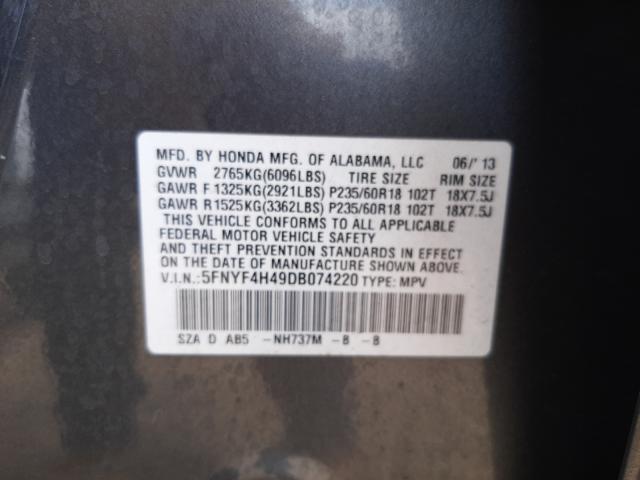 MFD. BY HONDA MFG. OF ALABAMA, LLC 06/'13
GVWR 2765KG(6096LBS) TIRE SIZE RIM SIZE
GAWR F 1325KG(2921LBS) P235/60R18 102T 18X7.5J
GAWR R1525KG(3362LBS) P235/60R18 102T 18X7.5J
THIS VEHICLE CONFORMS TO ALL APPLICABLE
FEDERAL MOTOR VEHICLE SAFETY
AND THEFT PREVENTION STANDARDS IN EFFECT
ON THE DATE OF MANUFACTURE SHOWN ABOVE.
V.I.N.:5FNYF4H49DB074220 TYPE: MPV
SZA D AB5 -NH737M -8 -8